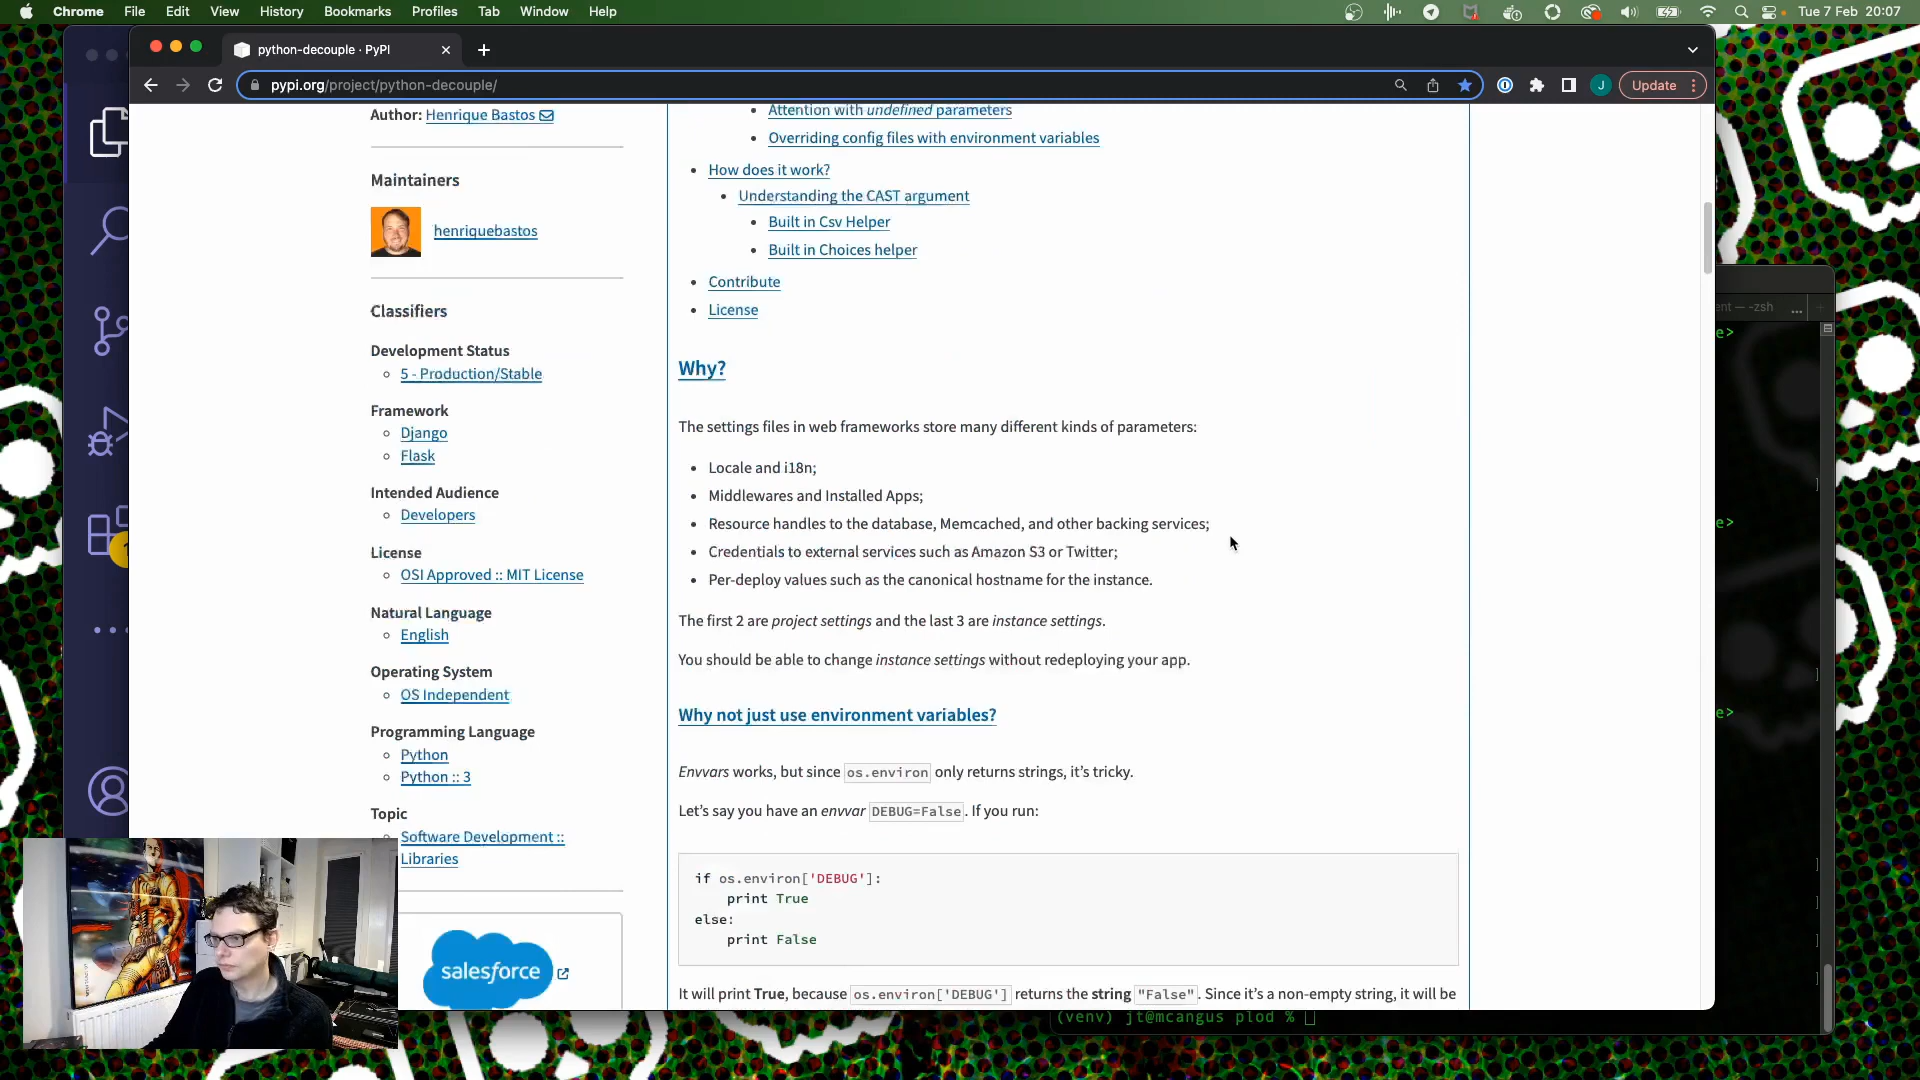 Chrome File Edit View History Bookmarks Profiles Tab Window Help
Tue 7 Feb 20:07
python-decouple · PyPI
pypi.org/project/python-decouple/
J
Update
Author: Henrique Bastos
Maintainers
henriquebastos
Classifiers
Development Status
5 - Production/Stable
Framework
Django
Flask
Intended Audience
Developers
License
OSI Approved :: MIT License
Natural Language
English
Operating System
OS Independent
Programming Language
Python
Python :: 3
Topic
Software Development ::
Libraries
salesforce
Attention with undefined parameters
Overriding config files with environment variables
How does it work?
Understanding the CAST argument
Built in Csv Helper
Built in Choices helper
Contribute
License
Why?
The settings files in web frameworks store many different kinds of parameters:
Locale and i18n;
Middlewares and Installed Apps;
Resource handles to the database, Memcached, and other backing services;
Credentials to external services such as Amazon S3 or Twitter;
Per-deploy values such as the canonical hostname for the instance.
The first 2 are project settings and the last 3 are instance settings.
You should be able to change instance settings without redeploying your app.
Why not just use environment variables?
Envvars works, but since os.environ only returns strings, it's tricky.
Let's say you have an envvar DEBUG=False. If you run:
if os.environ['DEBUG']:
print True
else:
print False
It will print True, because os.environ['DEBUG'] returns the string "False". Since it's a non-empty string, it will be
ent — -zsh
e>
e>
e>
(venv) jt@mcangus plod %